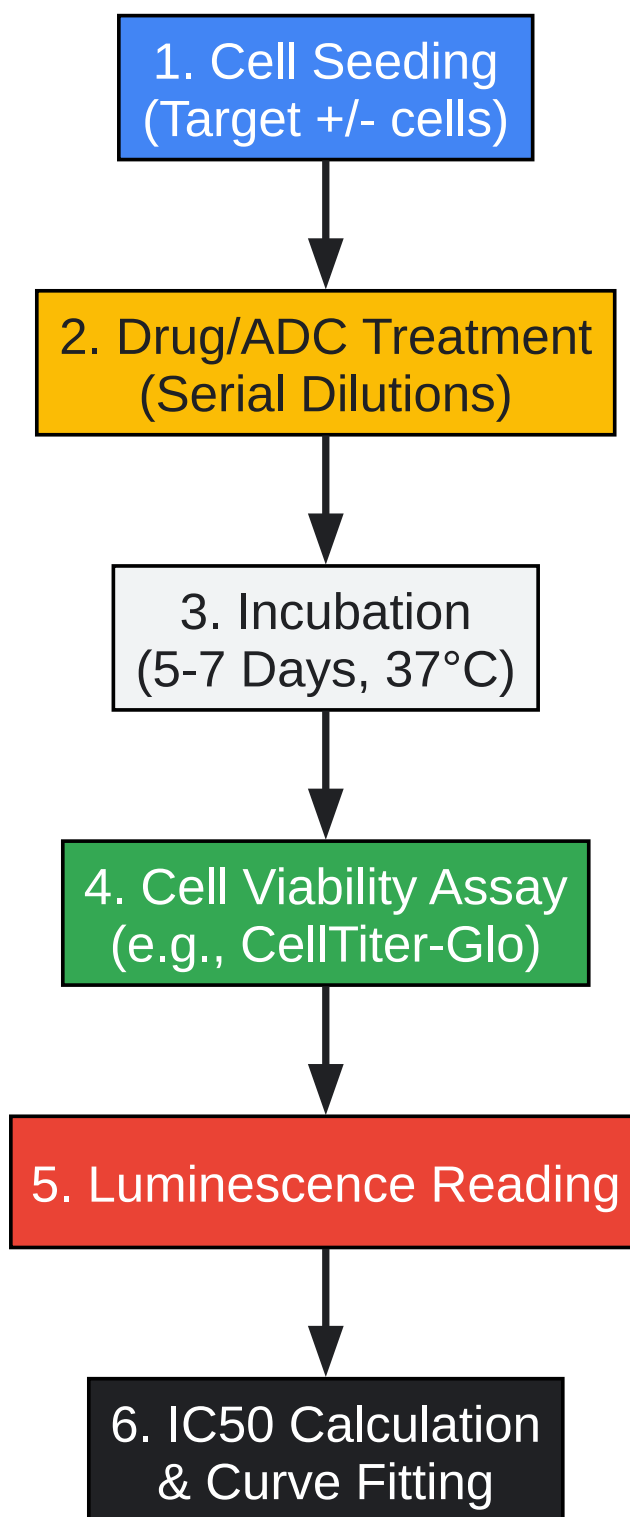 1. Cell Seeding
(Target +/- cells)
2. Drug/ADC Treatment
(Serial Dilutions)
3. Incubation
(5-7 Days, 37°C)
4. Cell Viability Assay
(e.g., CellTiter-Glo)
5. Luminescence Reading
6. IC50 Calculation
& Curve Fitting